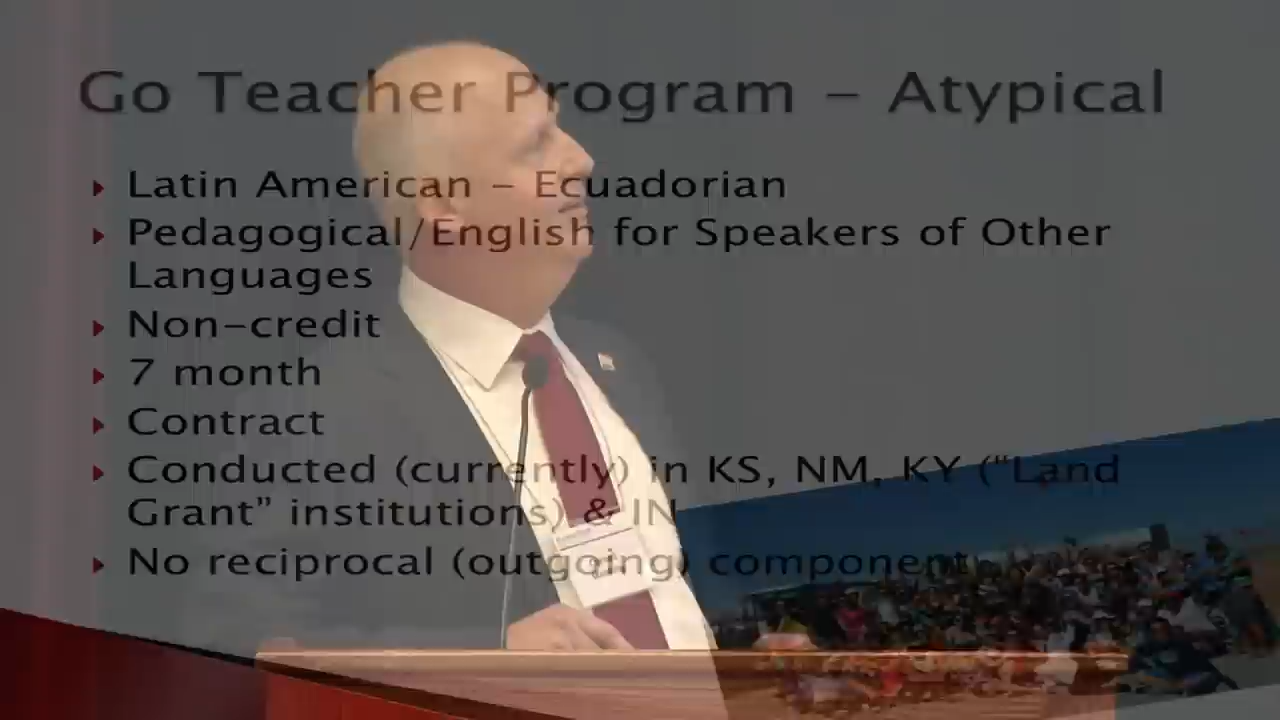 Go Teacher Program – Atypical
Latin American – Ecuadorian
Pedagogical/English for Speakers of Other
Languages
Non-credit
7 month
Contract
Conducted (currently) in KS, NM, KY (“Land
Grant” institutions) & IN
No reciprocal (outgoing) component